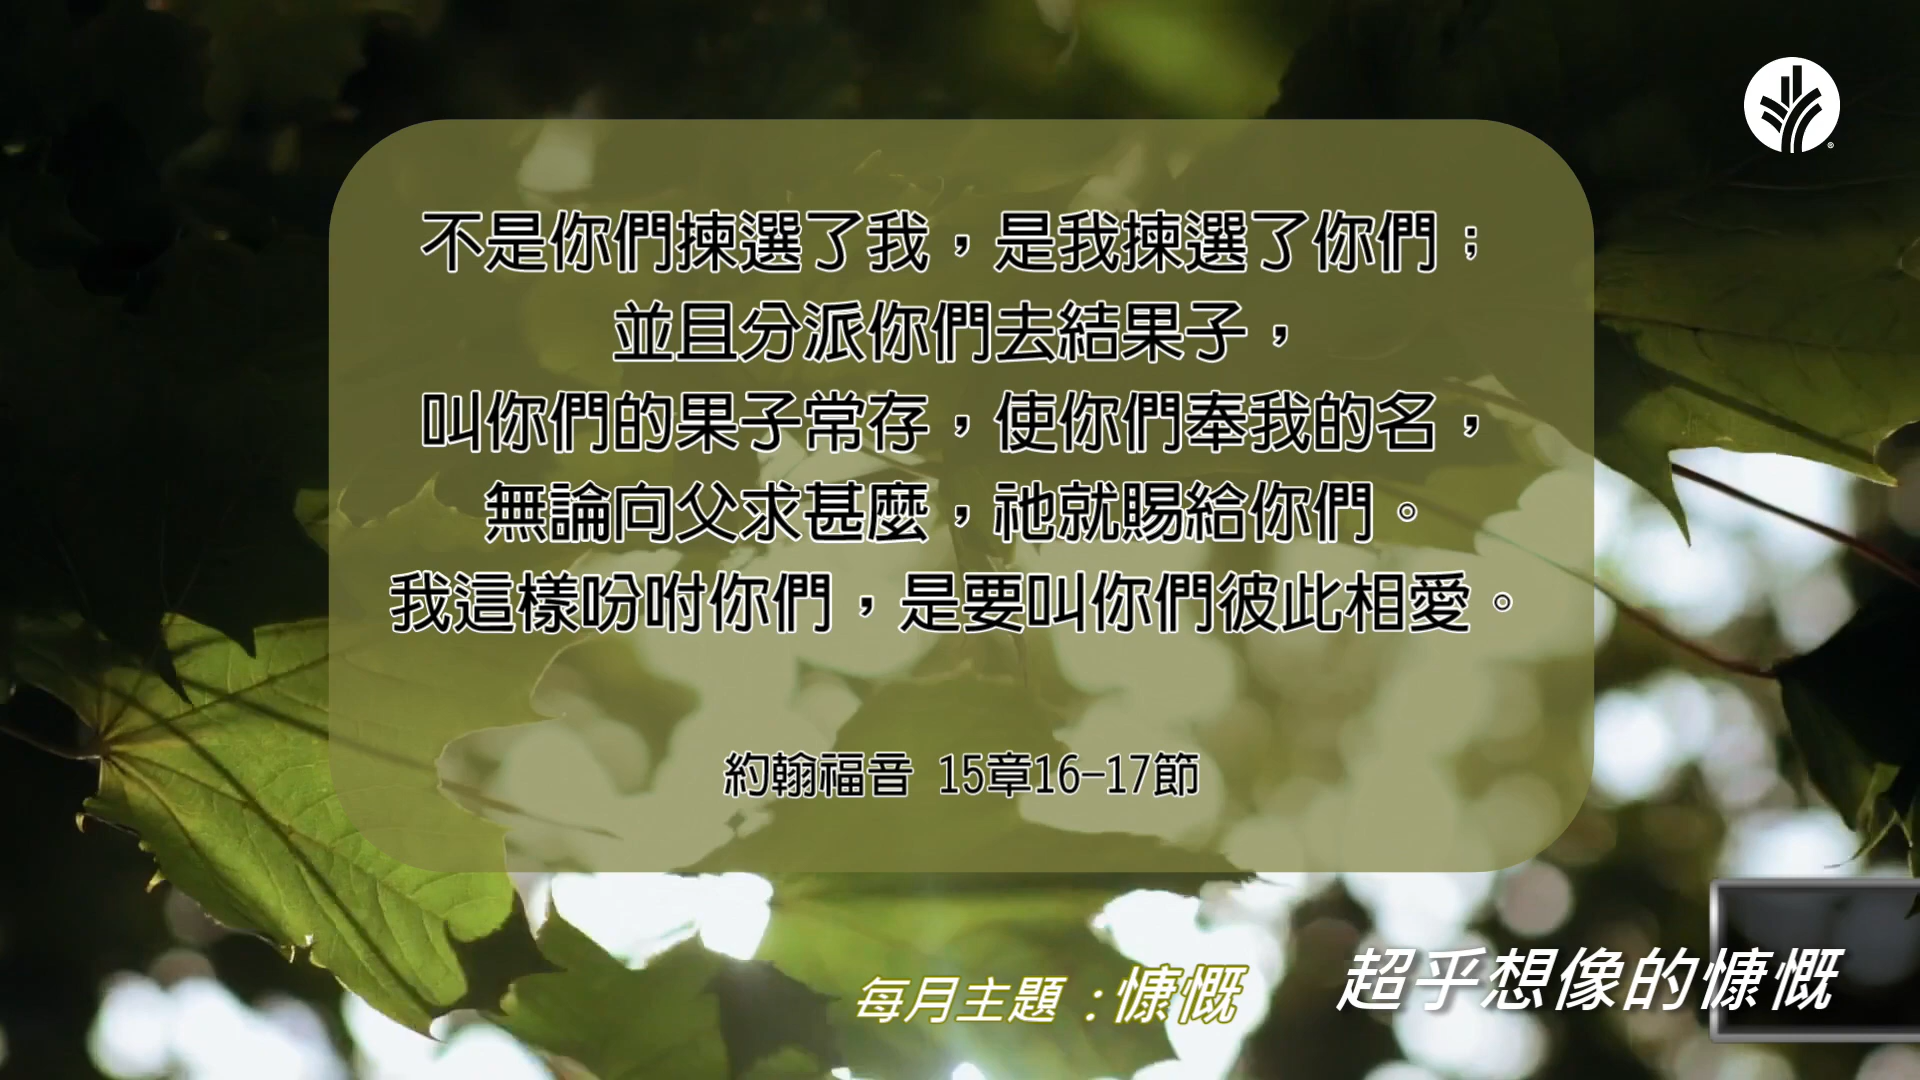 不是你們揀選了我，是我揀選了你們；
並且分派你們去結果子，
叫你們的果子常存，使你們奉我的名，
無論向父求甚麼，祂就賜給你們。
我這樣吩咐你們，是要叫你們彼此相愛。
約翰福音 15章16-17節
每月主題：慷慨
超乎想像的慷慨